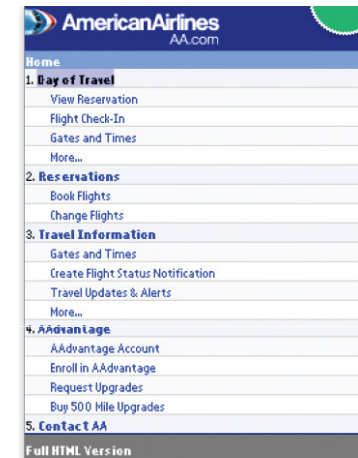 AmericanAirlines
AA.com
Home
1. Day of Travel
View Reservation
Flight Check-In
Gates and Times
More...
2. Reservations
Book Flights
Change Flights
3. Travel Information
Gates and Times
Create Flight Status Notification
Travel Updates & Alerts
More...
4. AAdvantage
AAdvantage Account
Enroll in AAdvantage
Request Upgrades
Buy 500 Mile Upgrades
5. Contact AA
Full HTML Version